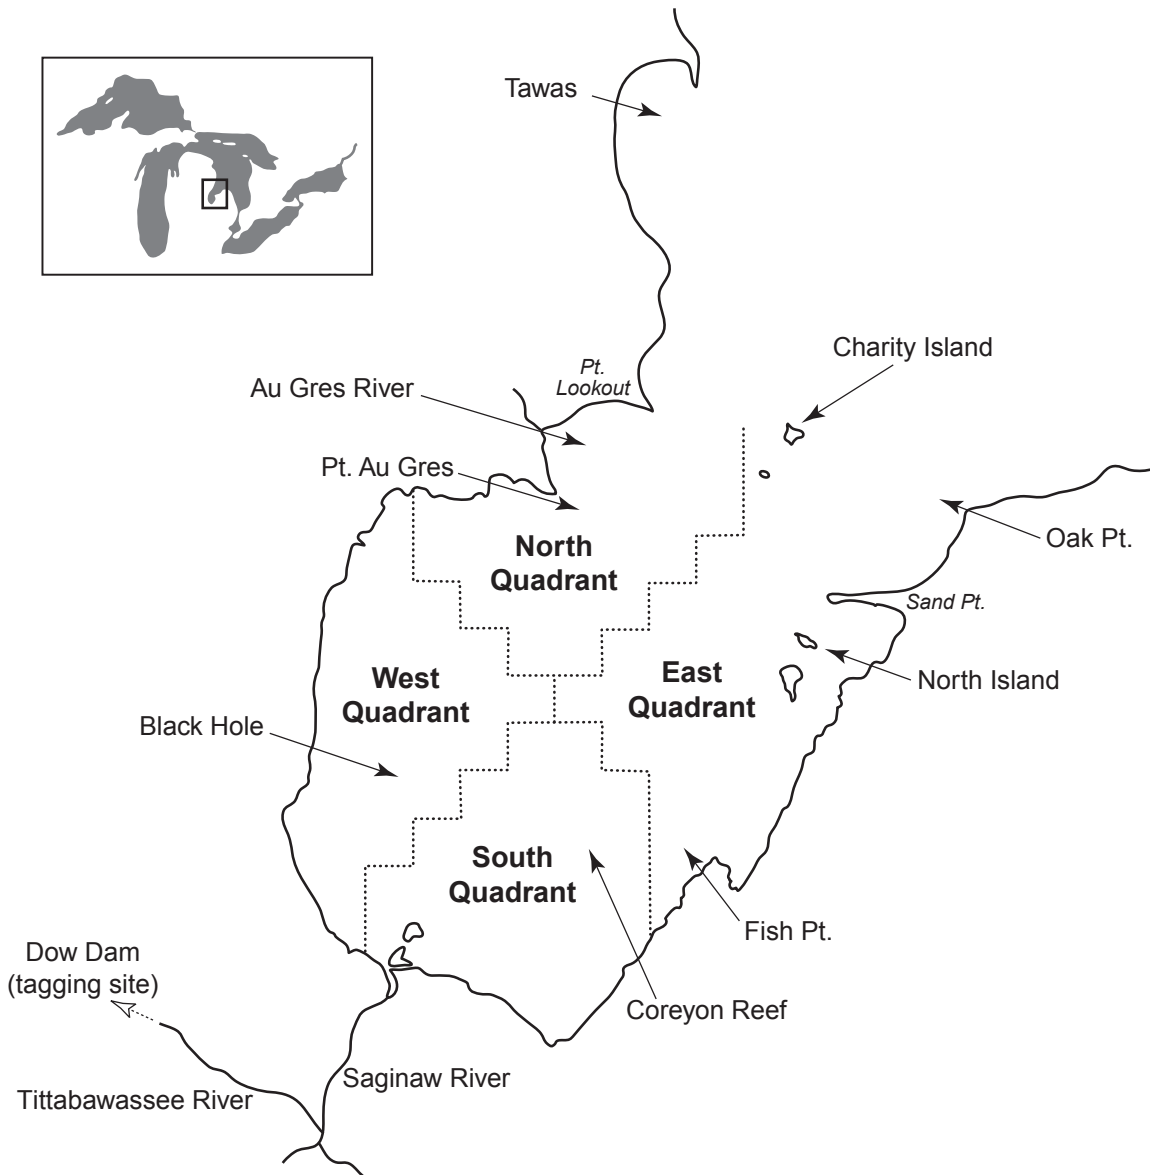 Tawas
Charity Island
Pt.
Lookout
Au Gres River
Pt. Au Gres
North
Quadrant
Oak Pt.
Sand Pt.
West
Quadrant
East
Quadrant
North Island
Black Hole
South
Quadrant
Fish Pt.
Dow Dam
(tagging site)
Coreyon Reef
Saginaw River
Tittabawassee River